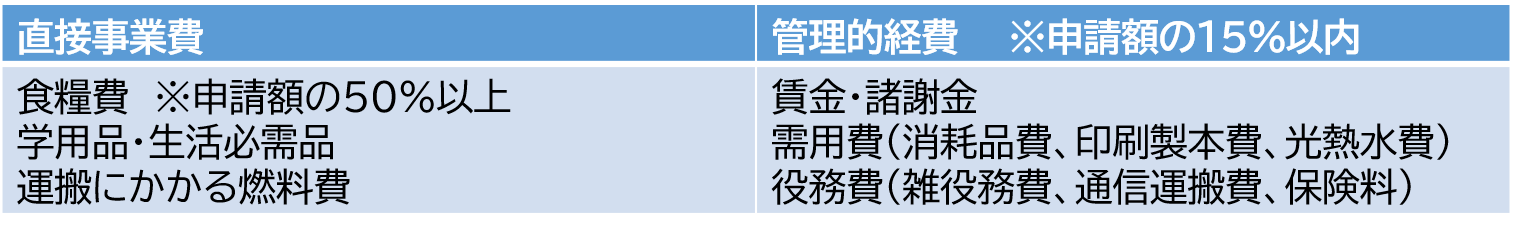 直接事業費
管理的経費　※申請額の15%以内
食糧費　※申請額の50%以上
学用品・生活必需品
運搬にかかる燃料費
賃金・諸謝金
需用費（消耗品費、印刷製本費、光熱水費）
役務費（雑役務費、通信運搬費、保険料）